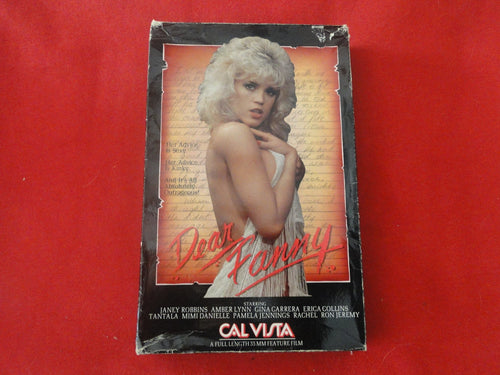 Her Advice
is Sexy.
Her Advice
is Kinky.
And It's All
Absolutely
Outrageous!
Dear
Fanny
STARRING
JANEY ROBBINS AMBER LYNN GINA CARRERA ERICA COLLINS
TANTALA MIMI DANIELLE PAMELA JENNINGS RACHEL RON JEREMY
CAL VISTA
A FULL LENGTH 35 MM FEATURE FILM